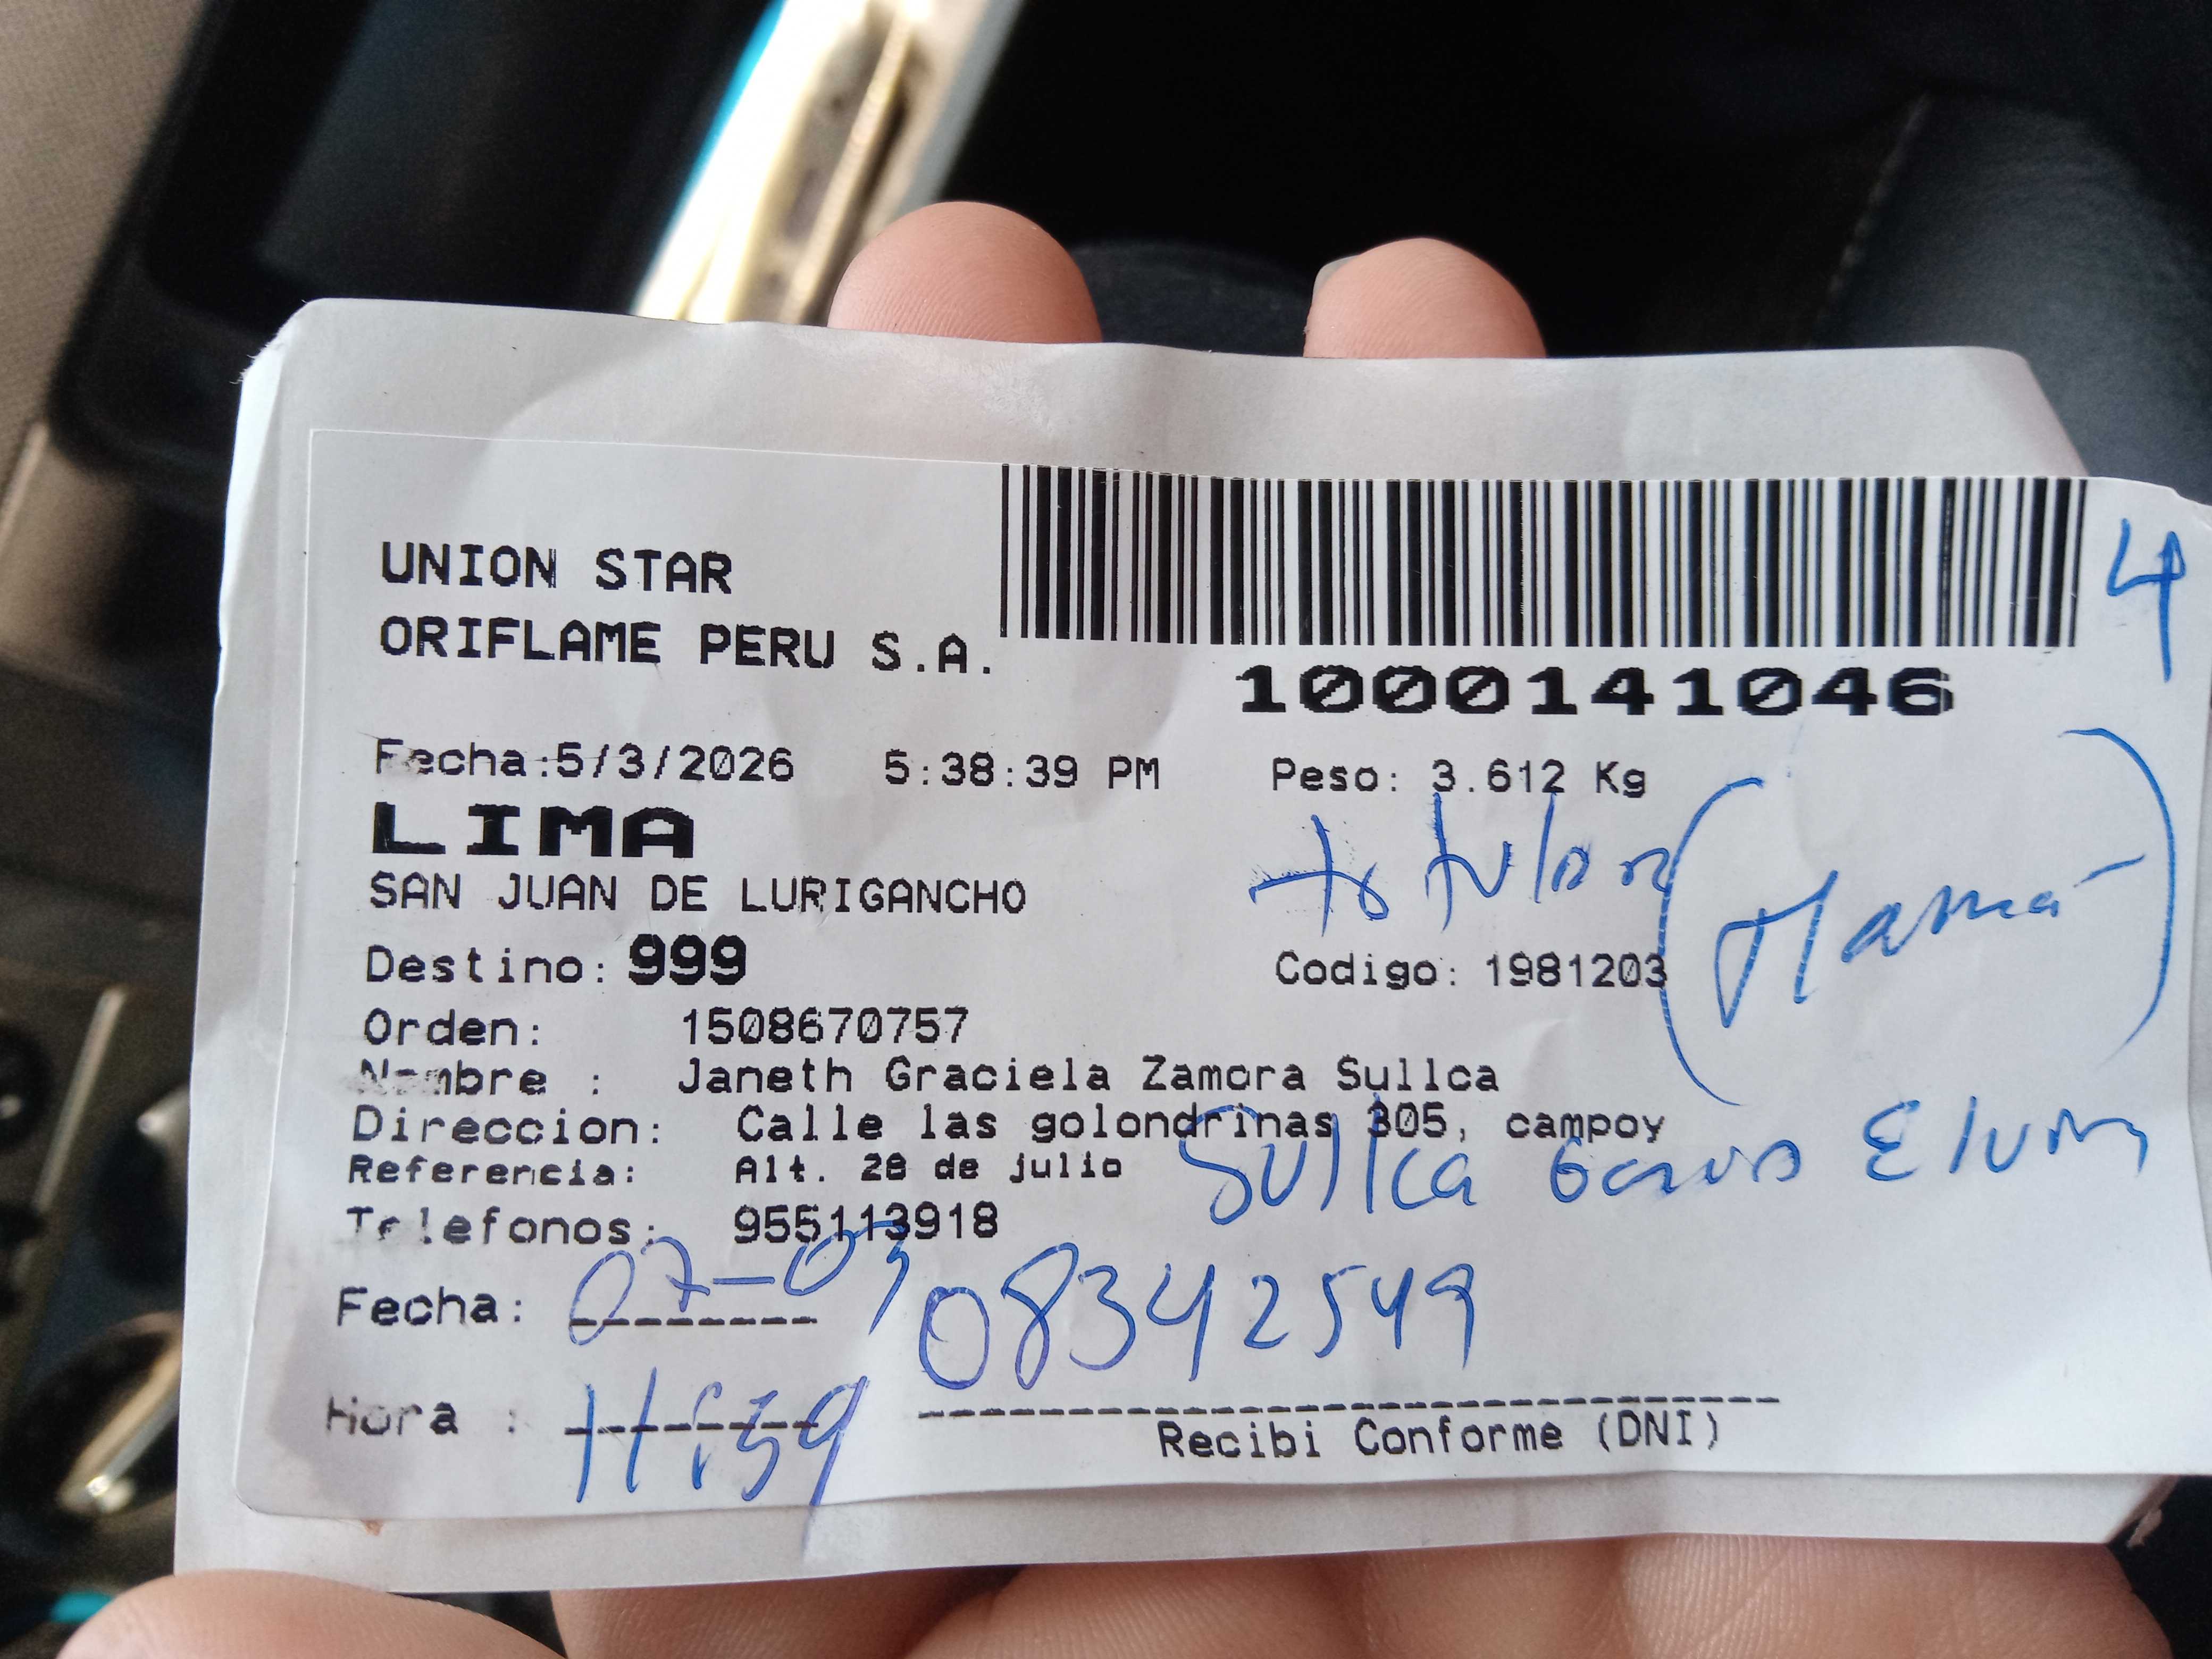 UNION STAR
ORIFLAME PERU S.A.
1000141046
4
Fecha:5/3/2026 5:38:39 PM Peso: 3.612 Kg
LIMA
SAN JUAN DE LURIGANCHO
(Mamá)
Destino: 999 Codigo: 1981203
Orden: 1508670757
Nombre : Janeth Graciela Zamora Sullca
Direccion: Calle las golondrinas 305, campoy
Referencia: Alt. 28 de julio
Sullca
Telefonos: 955113918
Fecha: 07-03 08342549
Hora : 11:59
Recibi Conforme (DNI)